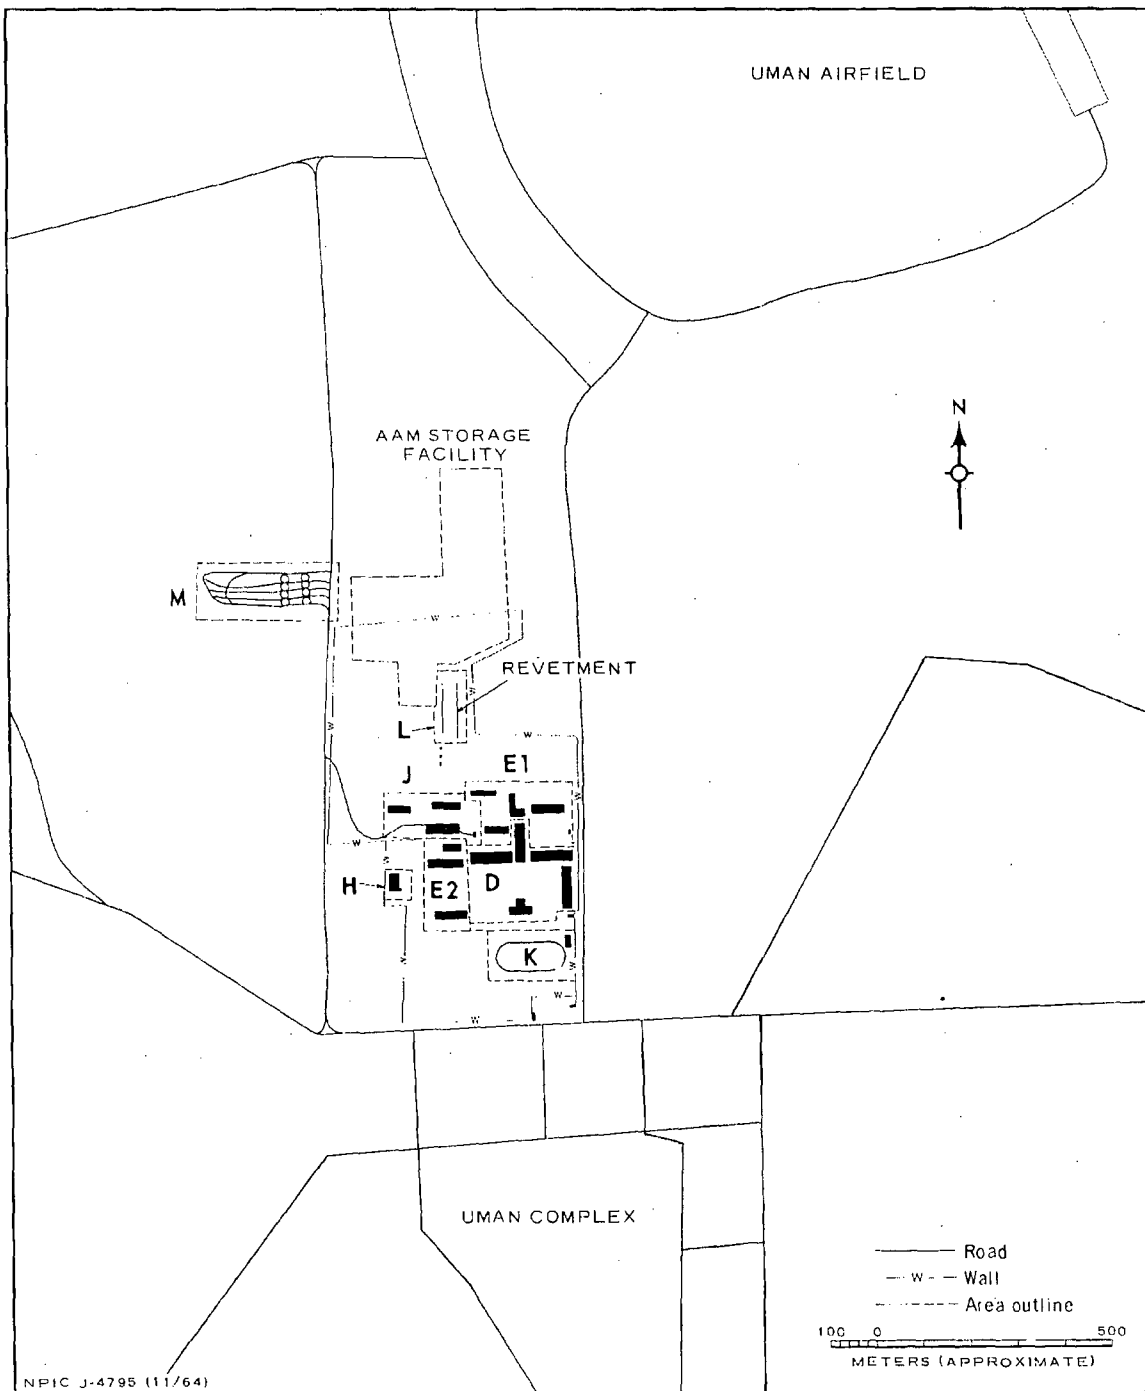 UMAN AIRFIELD
N
AAM STORAGE
FACILITY
M
W
REVETMENT
W
W
L
W
E1
J
W
W
W
H
E2
D
W
K
W
W
W
W
UMAN COMPLEX
Road
W
Wall
Area outline
100 0 500
METERS (APPROXIMATE)
NPIC J-4795 (11/64)